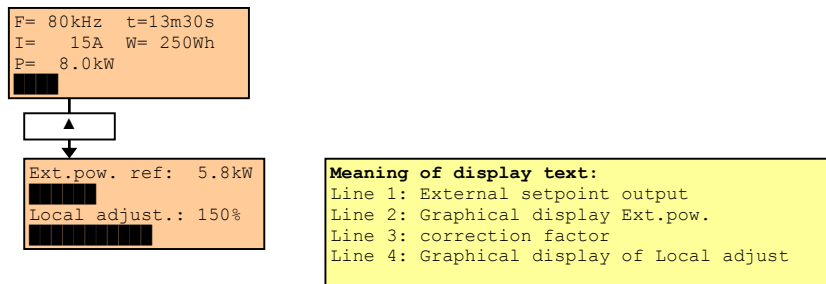 F= 80kHz t=13m30s
I= 15A W= 250Wh
P= 8.0kW
▲
Ext.pow. ref: 5.8kW
Local adjust.: 150%
Meaning of display text:
Line 1: External setpoint output
Line 2: Graphical display Ext.pow.
Line 3: correction factor
Line 4: Graphical display of Local adjust